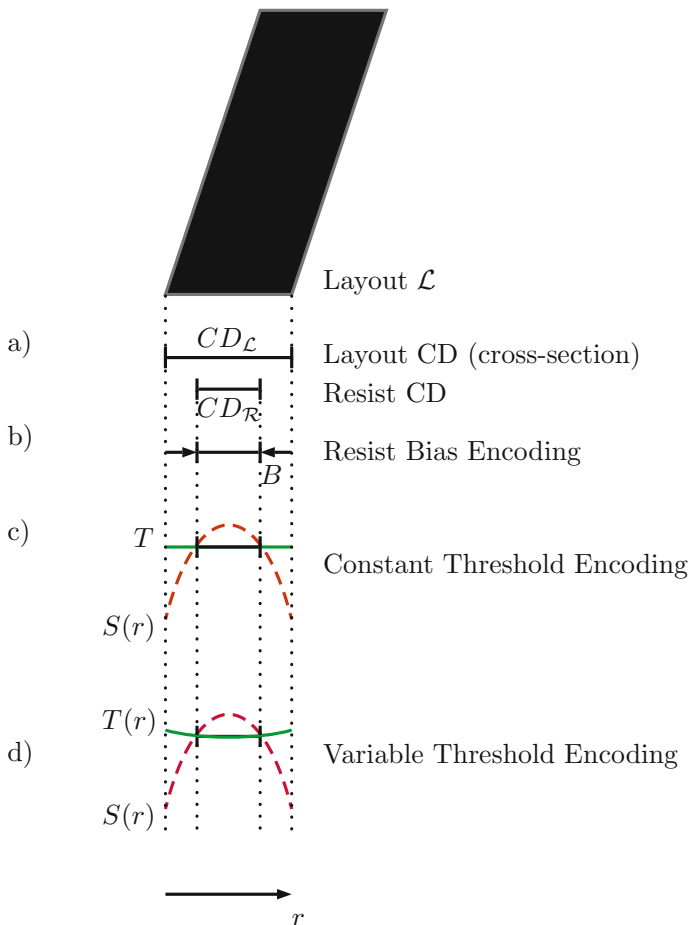 Layout ℒ
a)
CD_ℒ
Layout CD (cross-section)
CD_ℛ
Resist CD
b)
B
Resist Bias Encoding
c)
T
Constant Threshold Encoding
S(r)
T(r)
d)
Variable Threshold Encoding
S(r)
r